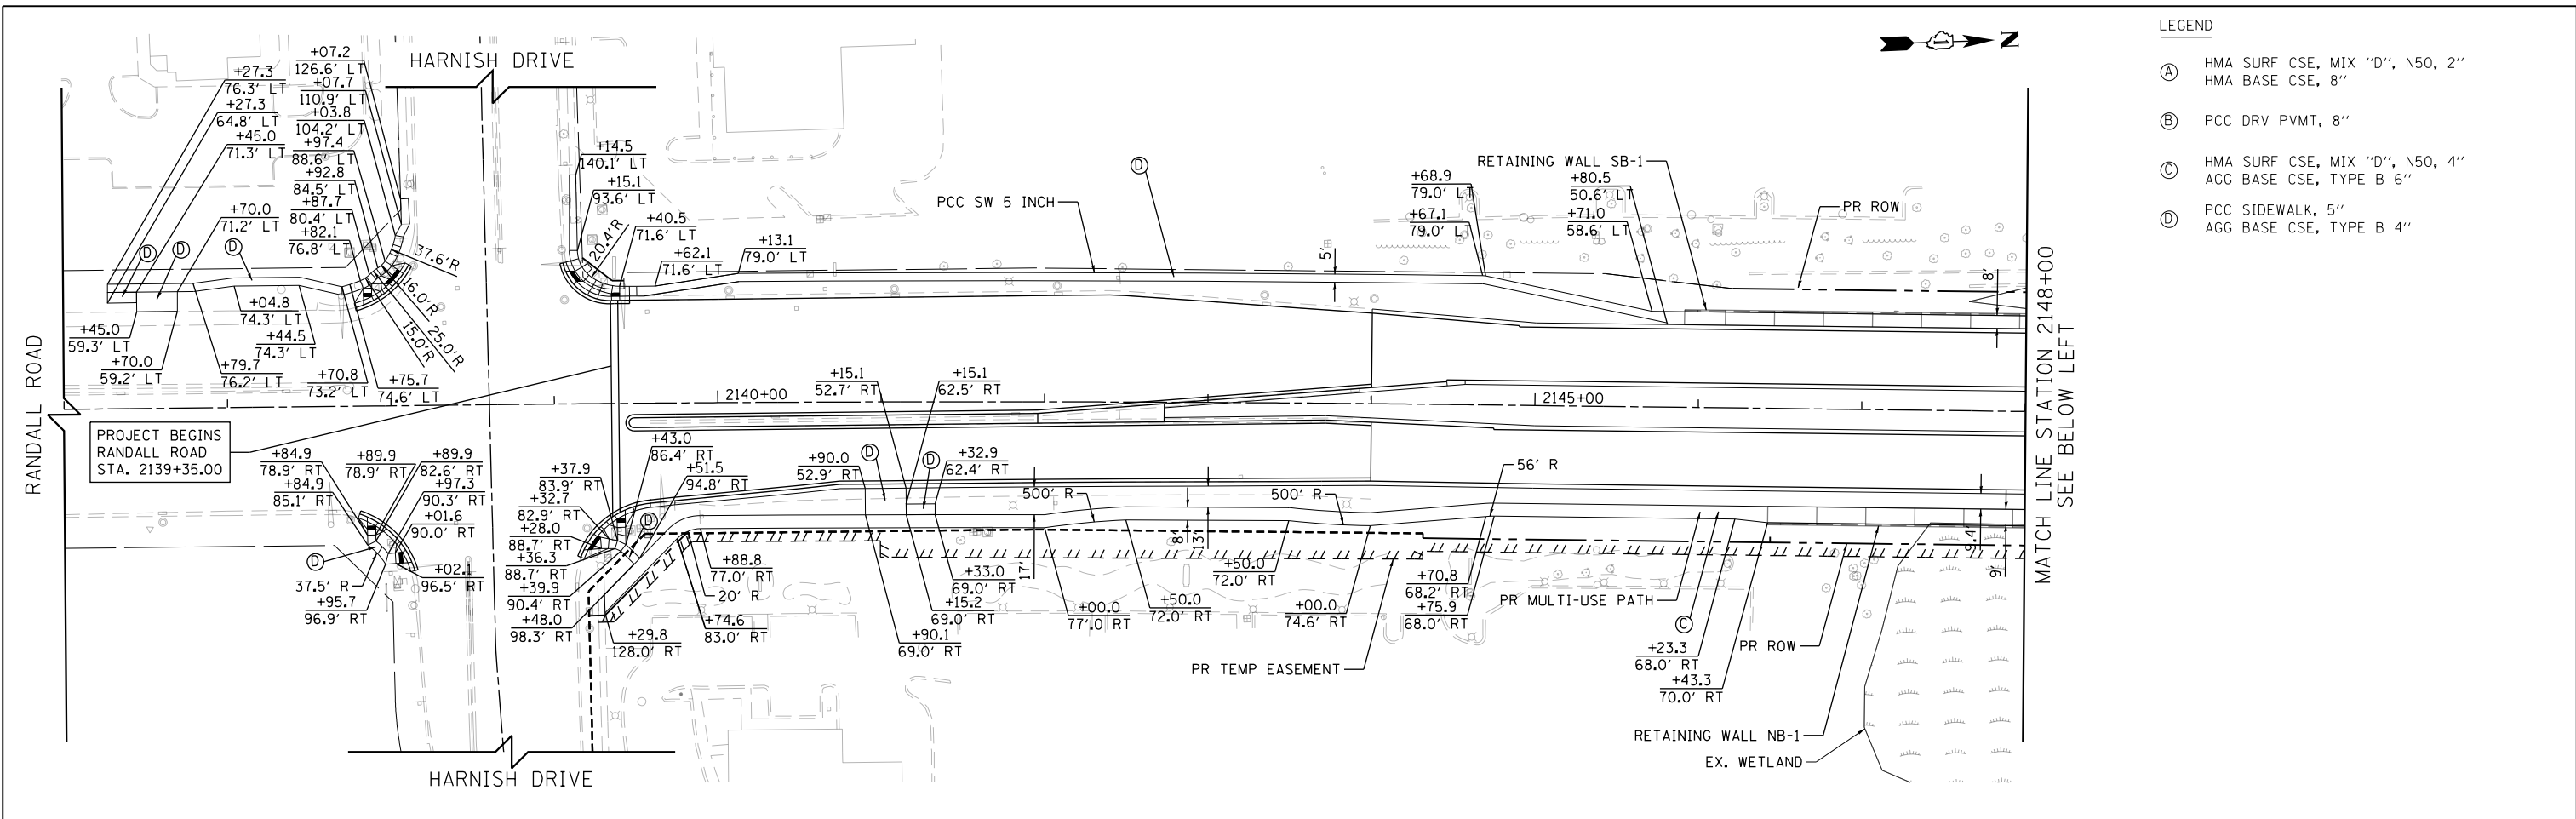 HARNISH DRIVE
+07.2
126.6' LT
+07.7
110.9' LT
+03.8
104.2' LT
+97.4
88.6' LT
+92.8
84.5' LT
+87.7
80.4' LT
+82.1
76.8' LT
+27.3
76.3' LT
+27.3
64.8' LT
+45.0
71.3' LT
+70.0
71.2' LT
D
D
D
37.6'R
16.0'R
25.0'R
15.0'R
+04.8
74.3' LT
+44.5
74.3' LT
+45.0
59.3' LT
+70.0
59.2' LT
+79.7
76.2' LT
+70.8
73.2' LT
+75.7
74.6' LT
+14.5
140.1' LT
+15.1
93.6' LT
20.4'R
+40.5
71.6' LT
+62.1
71.6' LT
+13.1
79.0' LT
PCC SW 5 INCH
D
5'
+68.9
79.0' LT
+67.1
79.0' LT
RETAINING WALL SB-1
+80.5
50.6' LT
+71.0
58.6' LT
PR ROW
8'
N
RANDALL ROAD
PROJECT BEGINS
RANDALL ROAD
STA. 2139+35.00
2140+00
2145+00
MATCH LINE STATION 2148+00
SEE BELOW LEFT
+15.1
52.7' RT
+15.1
62.5' RT
+84.9
78.9' RT
+84.9
85.1' RT
+89.9
78.9' RT
+89.9
82.6' RT
+97.3
90.3' RT
+01.6
90.0' RT
+02.1
96.5' RT
D
37.5' R
+95.7
96.9' RT
+43.0
86.4' RT
+51.5
94.8' RT
+37.9
83.9' RT
+32.7
82.9' RT
+28.0
88.7' RT
+36.3
88.7' RT
+39.9
90.4' RT
+48.0
98.3' RT
D
+29.8
128.0' RT
+88.8
77.0' RT
20' R
+74.6
83.0' RT
+90.0
52.9' RT
D
D
+32.9
62.4' RT
+33.0
69.0' RT
+15.2
69.0' RT
+90.1
69.0' RT
17'
500' R
8'
13'
500' R
+00.0
77'.0 RT
+50.0
72.0' RT
+50.0
72.0' RT
+00.0
74.6' RT
56' R
+70.8
68.2' RT
+75.9
68.0' RT
PR TEMP EASEMENT
PR MULTI-USE PATH
C
+23.3
68.0' RT
+43.3
70.0' RT
PR ROW
9.4'
9'
RETAINING WALL NB-1
EX. WETLAND
HARNISH DRIVE
LEGEND
A HMA SURF CSE, MIX "D", N50, 2"
HMA BASE CSE, 8"
B PCC DRV PVMT, 8"
C HMA SURF CSE, MIX "D", N50, 4"
AGG BASE CSE, TYPE B 6"
D PCC SIDEWALK, 5"
AGG BASE CSE, TYPE B 4"